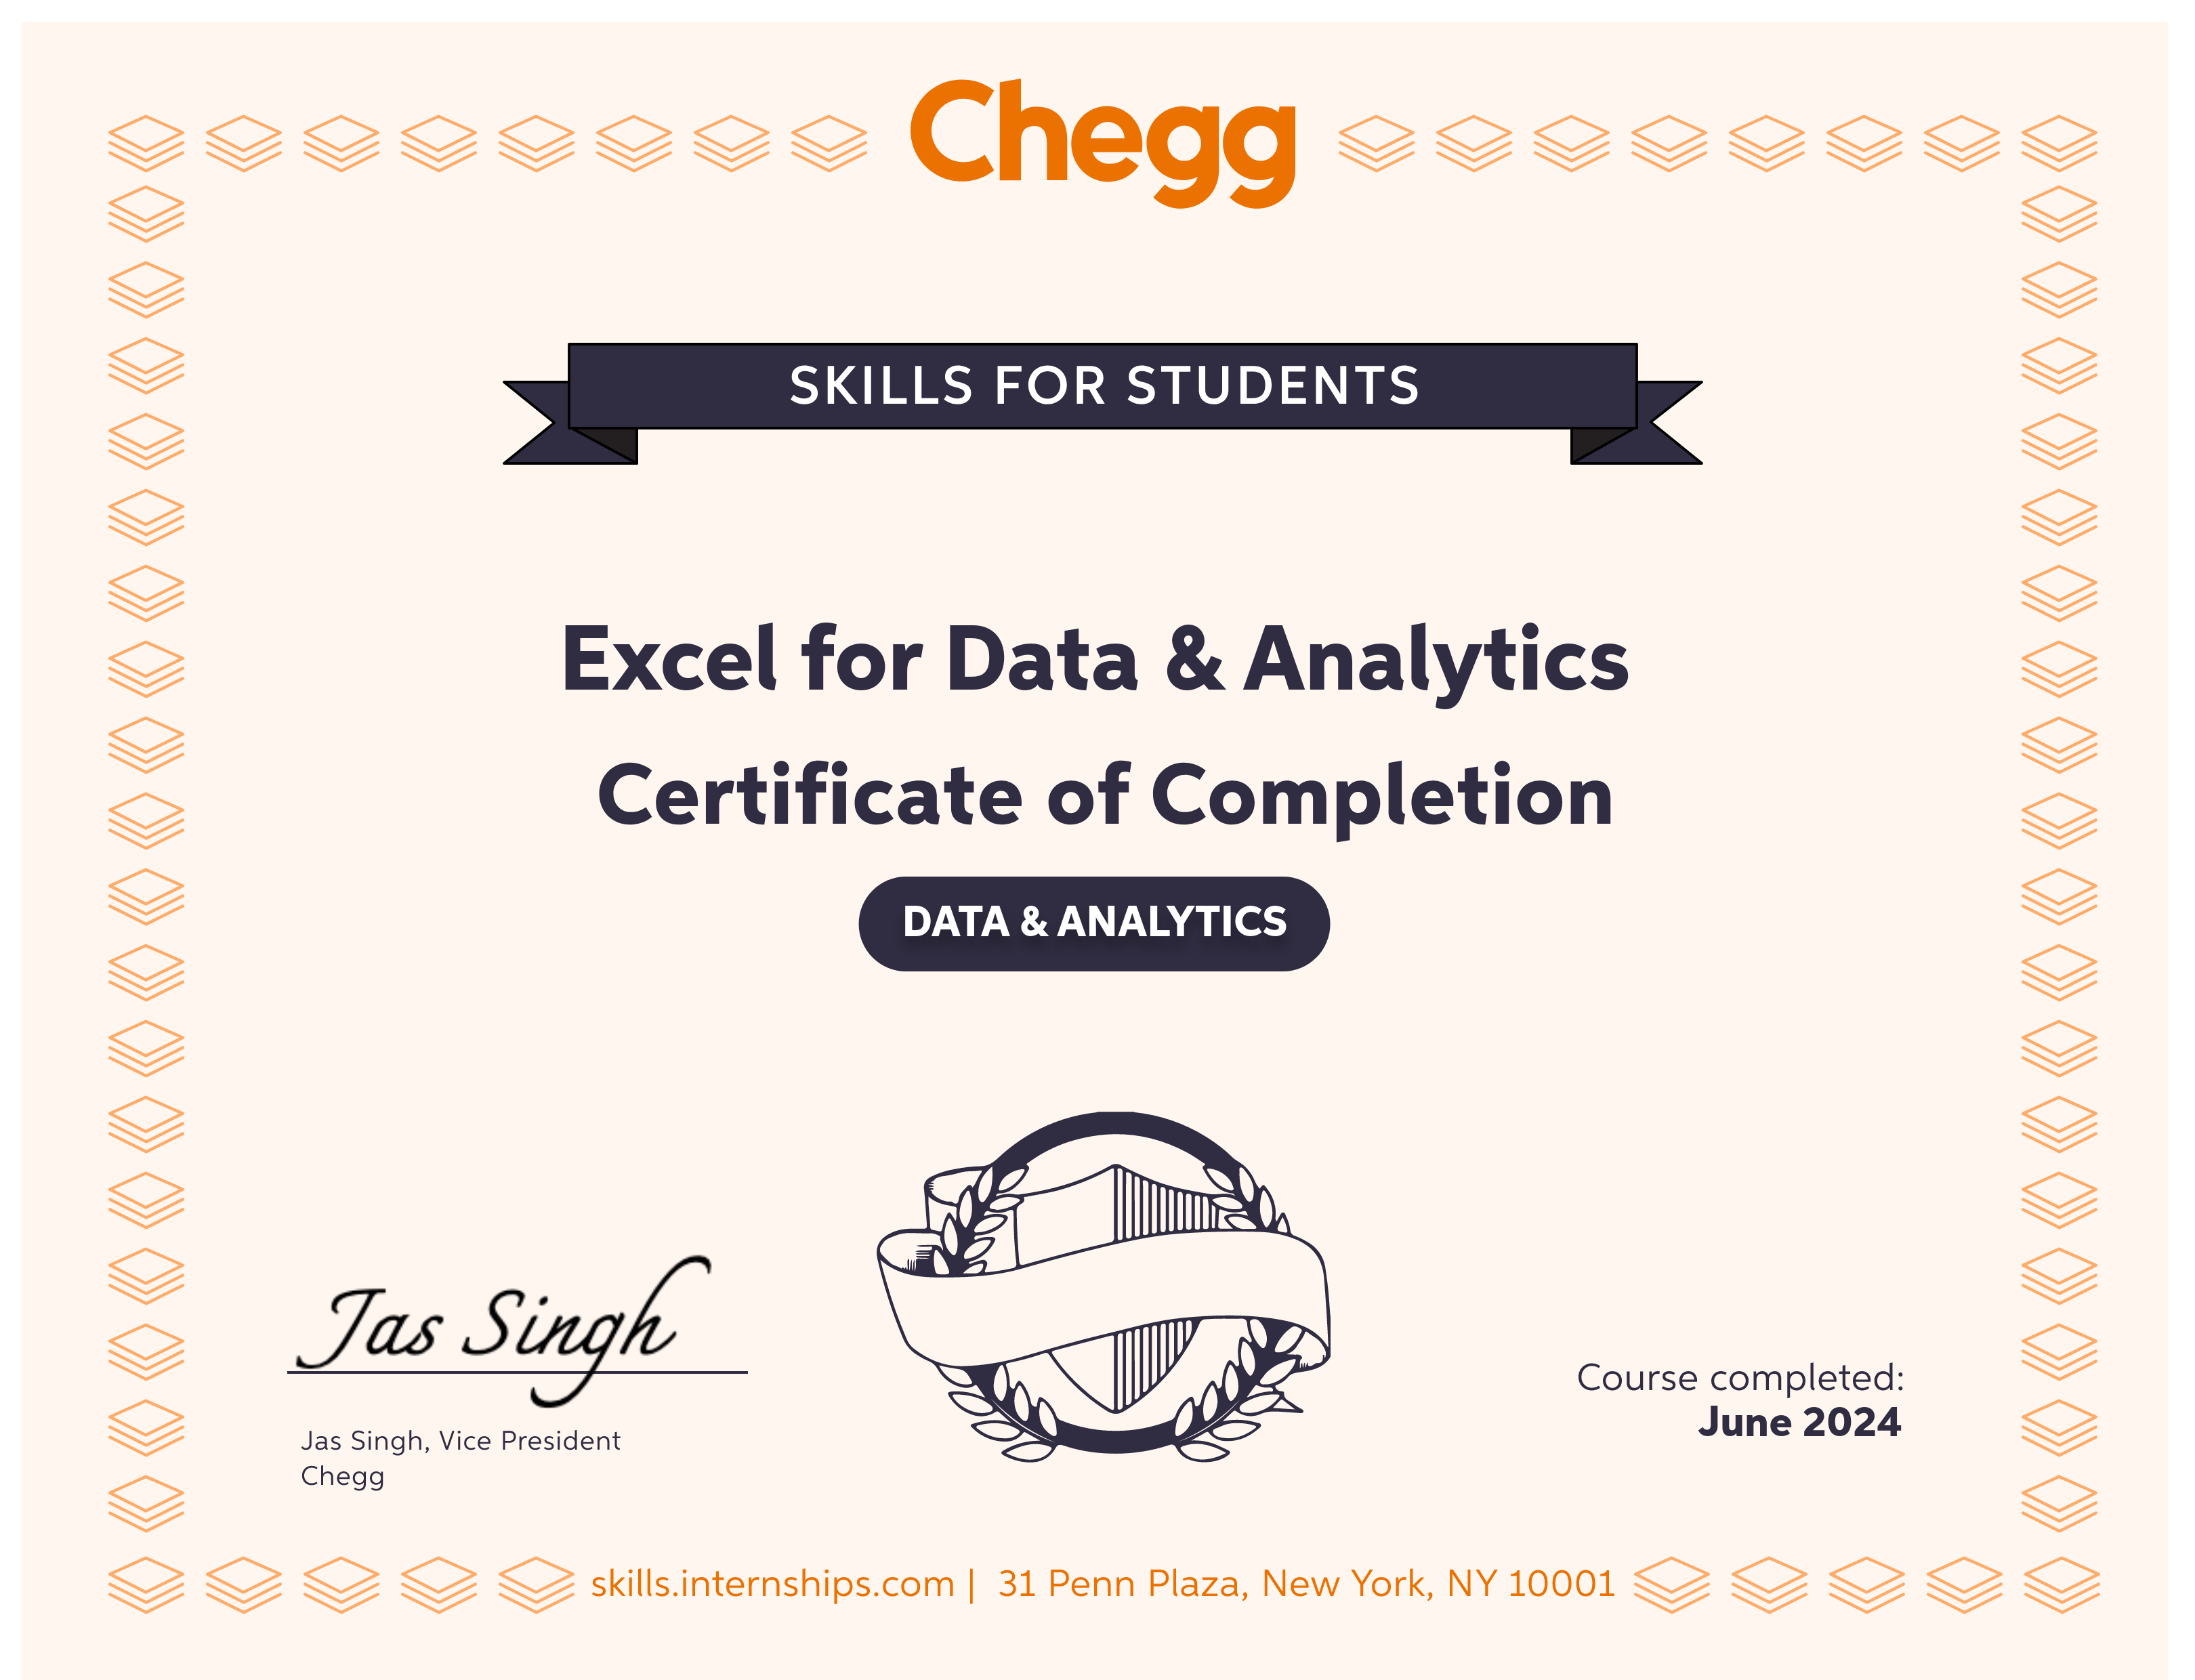 Chegg
SKILLS FOR STUDENTS
Excel for Data & Analytics
Certificate of Completion
DATA & ANALYTICS
Jas Singh
Jas Singh, Vice President
Chegg
Course completed:
June 2024
skills.internships.com | 31 Penn Plaza, New York, NY 10001